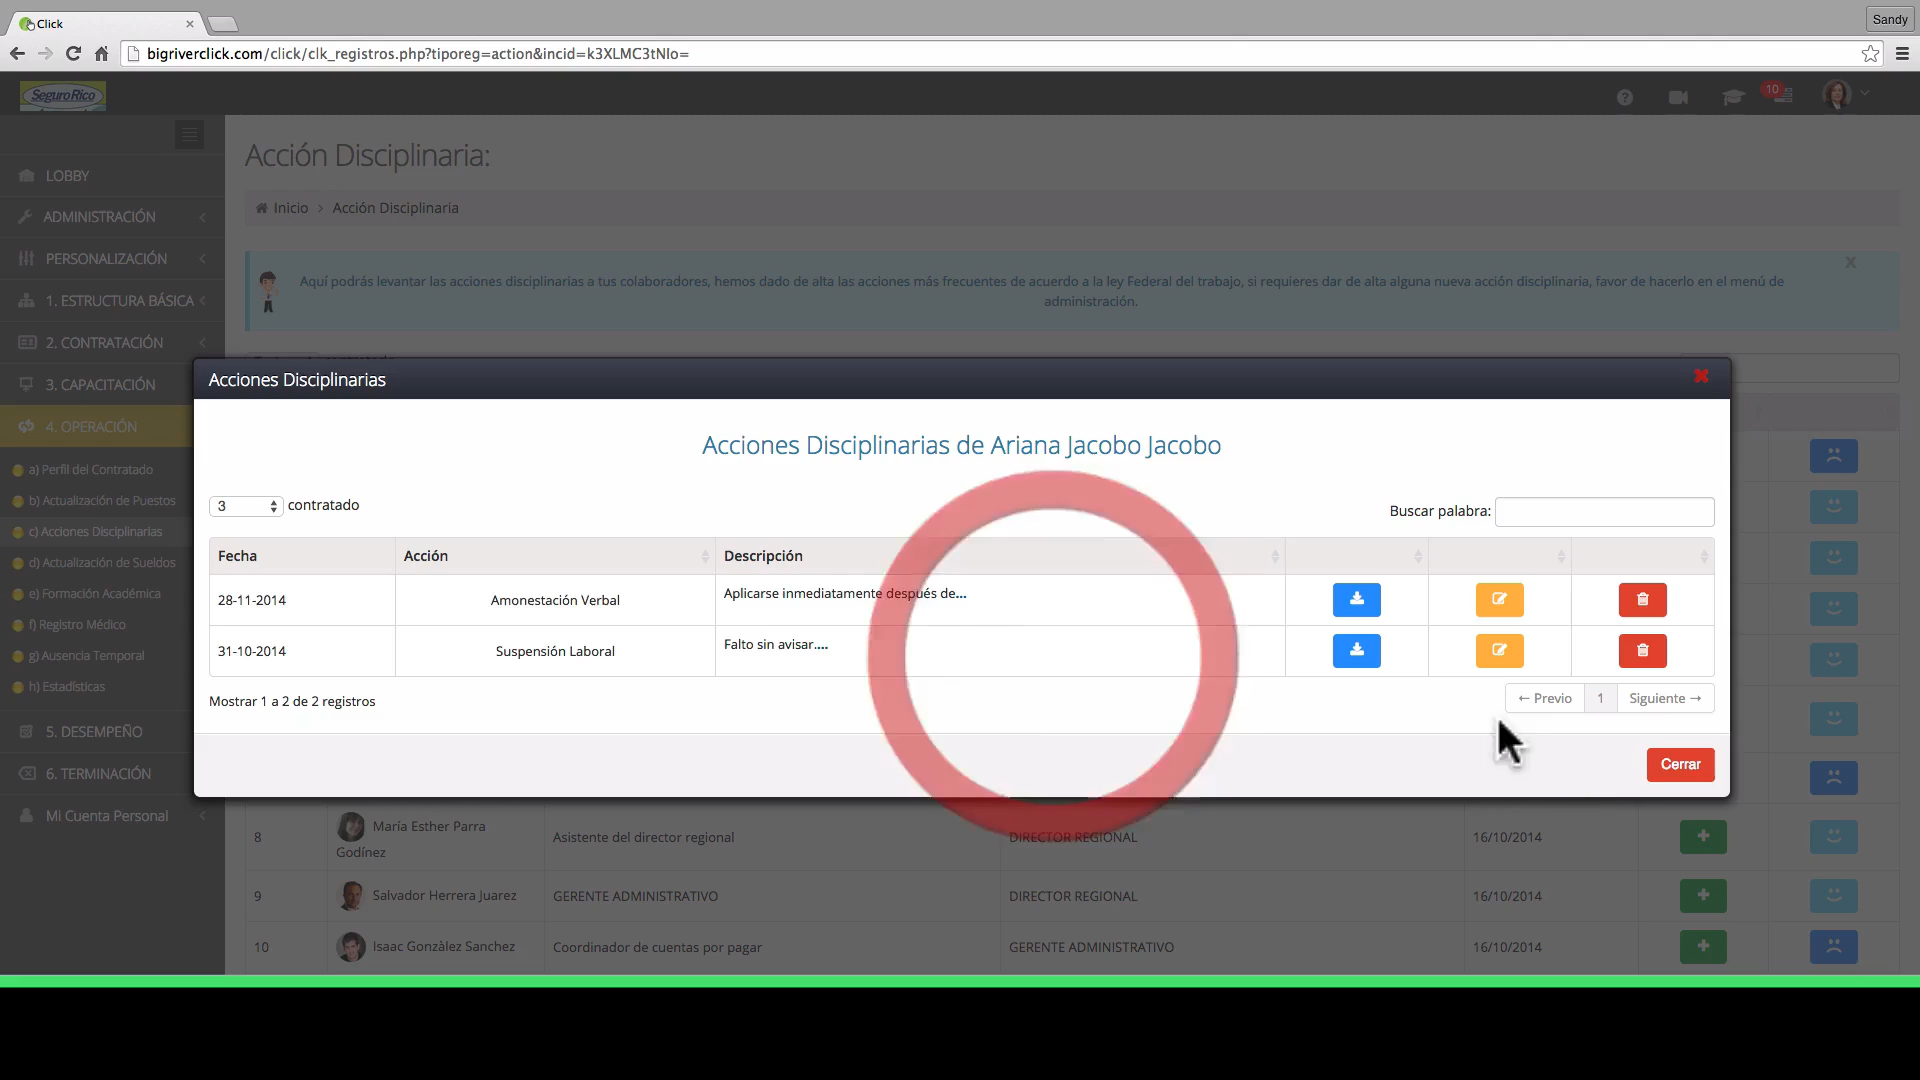 Click
Sandy
bigriverclick.com/click/clk_registros.php?tiporeg=action&incid=k3XLMC3tNlo=
SeguroRico
10
LOBBY
ADMINISTRACIÓN
PERSONALIZACIÓN
1. ESTRUCTURA BÁSICA
2. CONTRATACIÓN
3. CAPACITACIÓN
4. OPERACIÓN
a) Perfil del Contratado
b) Actualización de Puestos
c) Acciones Disciplinarias
d) Actualización de Sueldos
e) Formación Académica
f) Registro Médico
g) Ausencia Temporal
h) Estadísticas
5. DESEMPEÑO
6. TERMINACIÓN
Mi Cuenta Personal
Acción Disciplinaria:
Inicio > Acción Disciplinaria
Aquí podrás levantar las acciones disciplinarias a tus colaboradores, hemos dado de alta las acciones más frecuentes de acuerdo a la ley Federal del trabajo, si requieres dar de alta alguna nueva acción disciplinaria, favor de hacerlo en el menú de
administración.
X
Acciones Disciplinarias
Acciones Disciplinarias de Ariana Jacobo Jacobo
3 contratado
Buscar palabra:
Fecha Acción Descripción
28-11-2014 Amonestación Verbal Aplicarse inmediatamente después de...
31-10-2014 Suspensión Laboral Falto sin avisar....
Mostrar 1 a 2 de 2 registros
← Previo 1 Siguiente →
Cerrar
8 María Esther Parra Godínez Asistente del director regional DIRECTOR REGIONAL 16/10/2014
9 Salvador Herrera Juarez GERENTE ADMINISTRATIVO DIRECTOR REGIONAL 16/10/2014
10 Isaac Gonzàlez Sanchez Coordinador de cuentas por pagar GERENTE ADMINISTRATIVO 16/10/2014